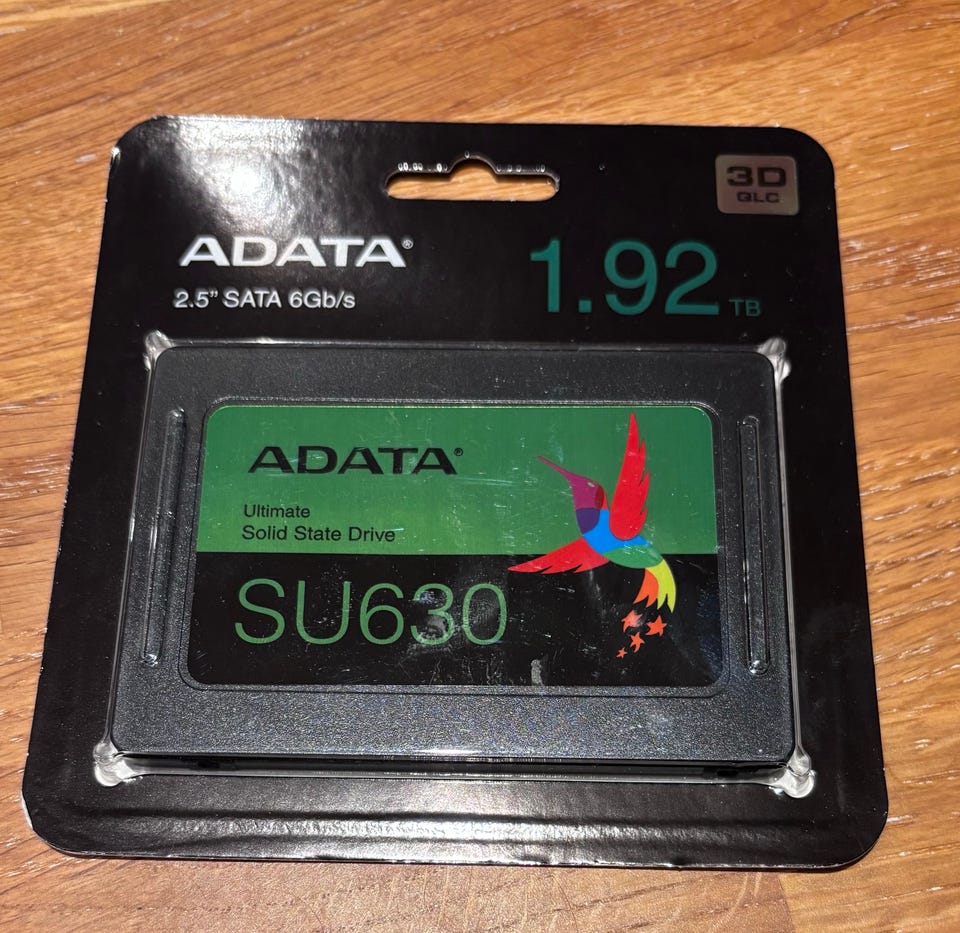 3D
QLC
ADATA®
2.5" SATA 6Gb/s
1.92 TB
ADATA®
Ultimate
Solid State Drive
SU630